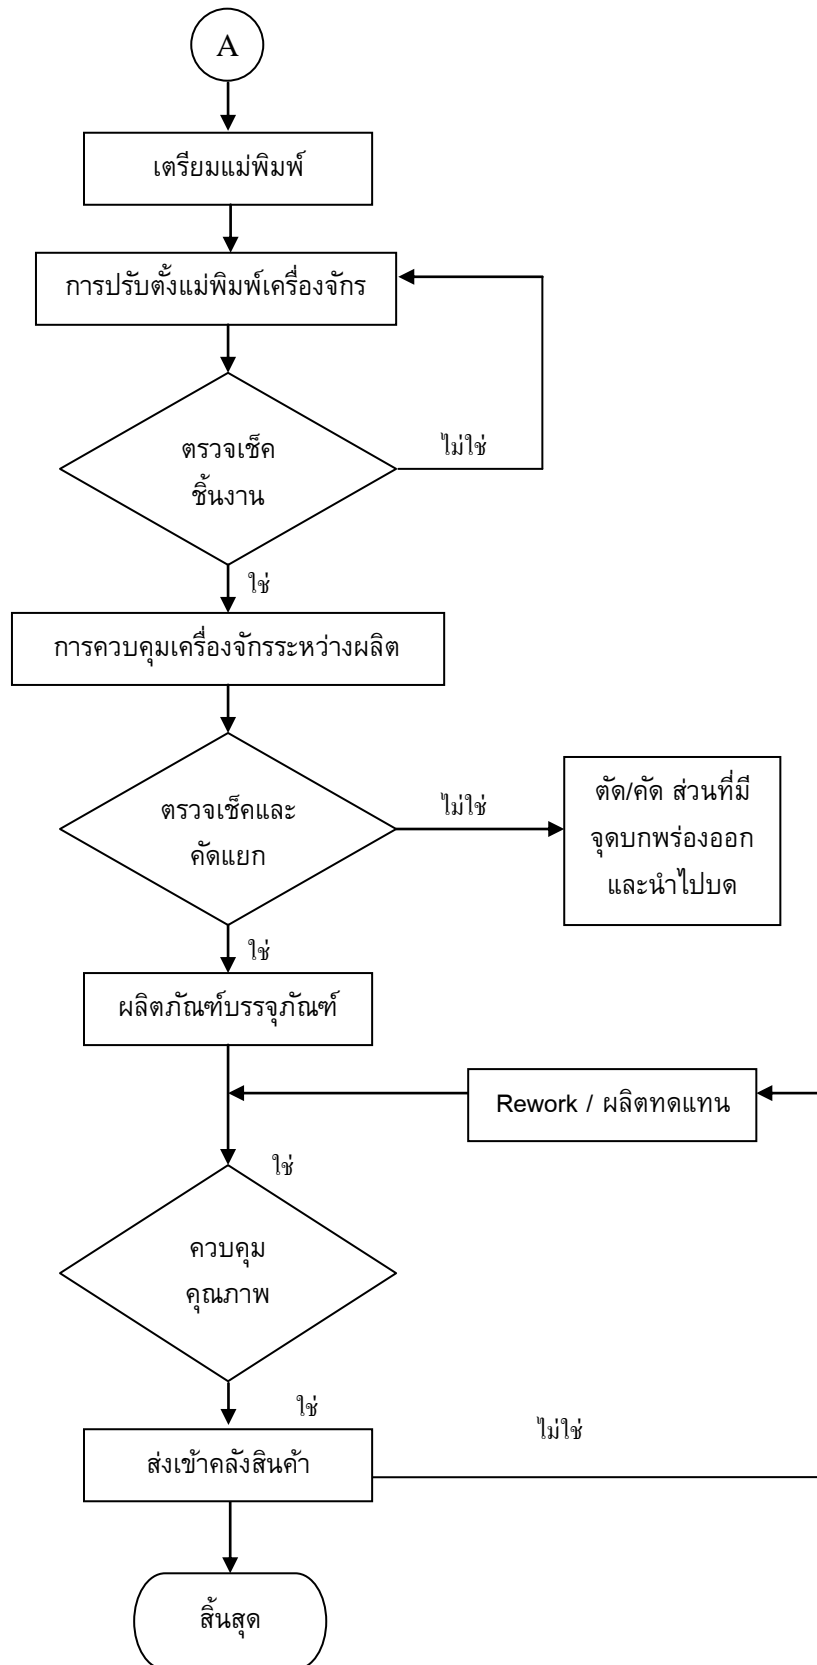 A
เตรียมแม่พิมพ์
การปรับตั้งแม่พิมพ์เครื่องจักร
ตรวจเช็ค
ชิ้นงาน
ไม่ใช่
ใช่
การควบคุมเครื่องจักรระหว่างผลิต
ตรวจเช็คและ
คัดแยก
ไม่ใช่
ตัด/คัด ส่วนที่มี
จุดบกพร่องออก
และนำไปบด
ใช่
ผลิตภัณฑ์บรรจุภัณฑ์
Rework / ผลิตทดแทน
ใช่
ควบคุม
คุณภาพ
ใช่
ไม่ใช่
ส่งเข้าคลังสินค้า
สิ้นสุด